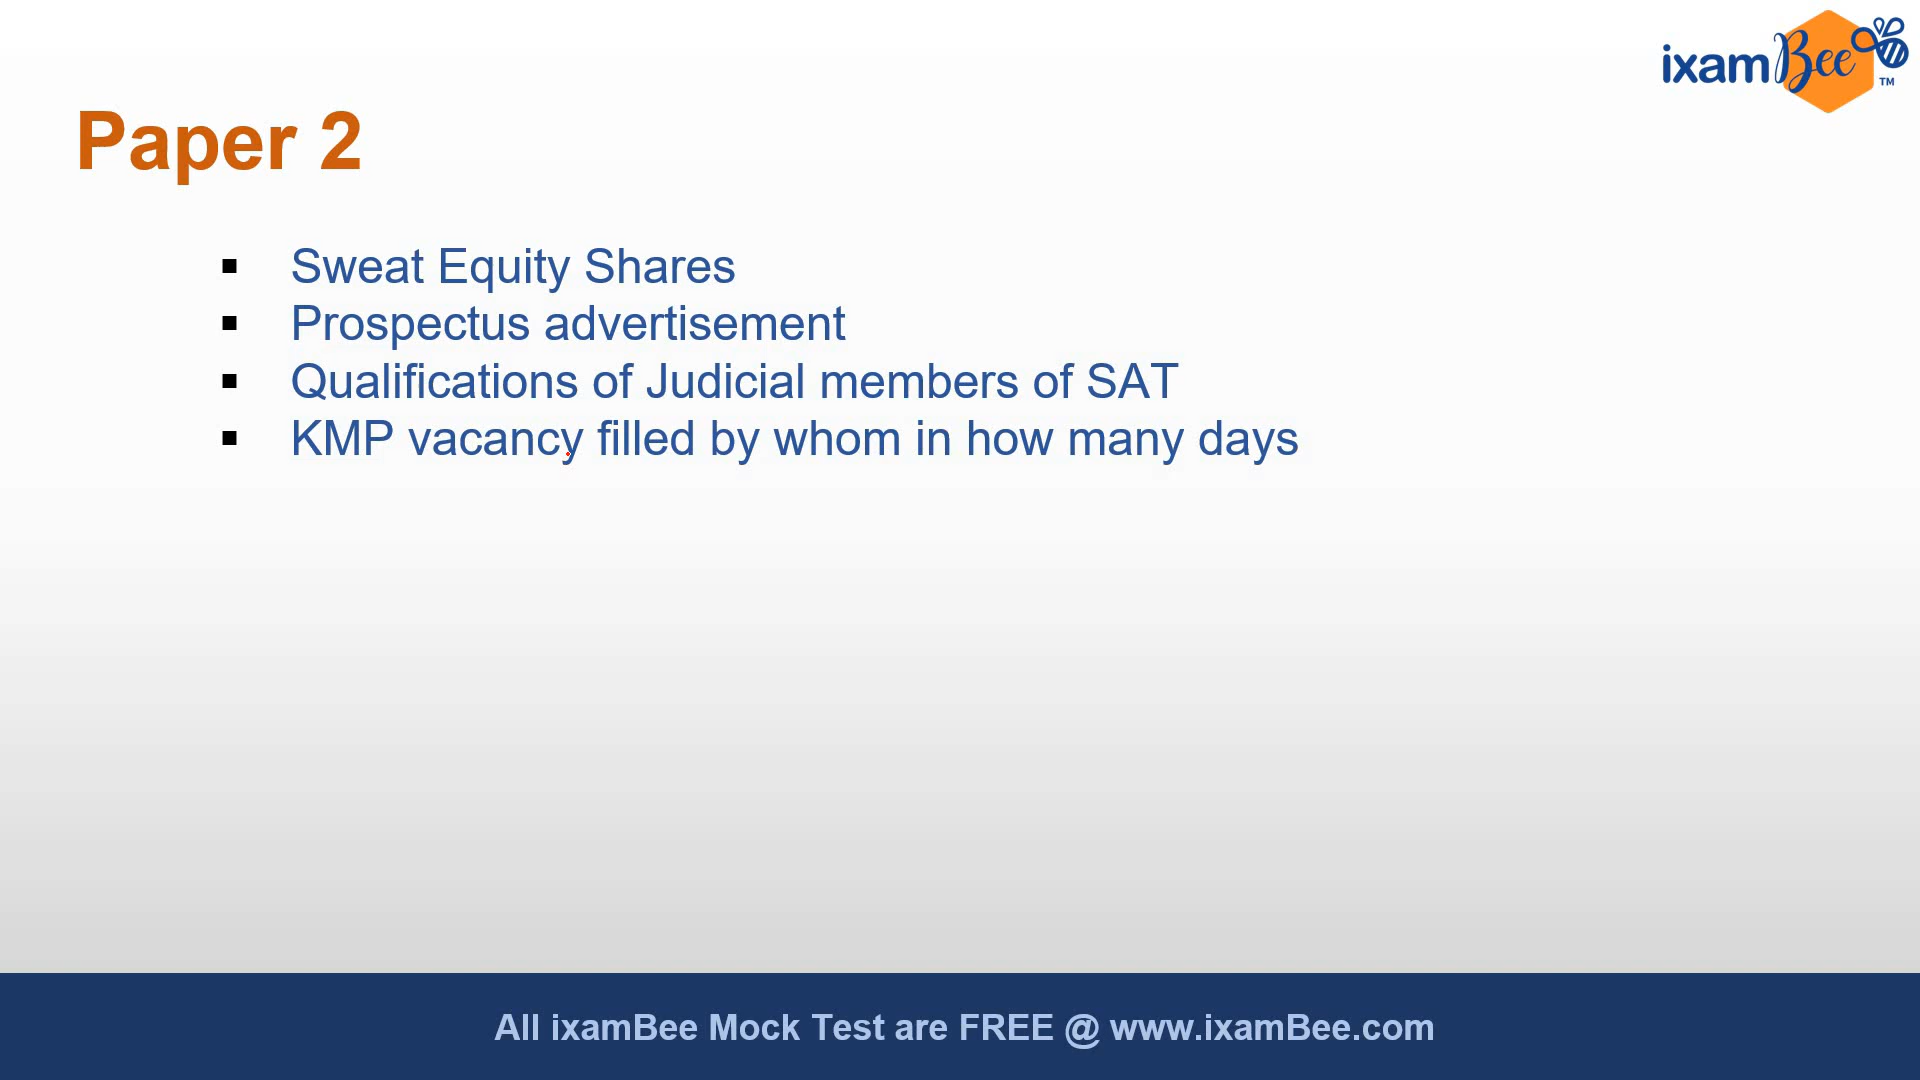 ixamBee TM
Paper 2
▪ Sweat Equity Shares
▪ Prospectus advertisement
▪ Qualifications of Judicial members of SAT
▪ KMP vacancy filled by whom in how many days
All ixamBee Mock Test are FREE @ www.ixamBee.com